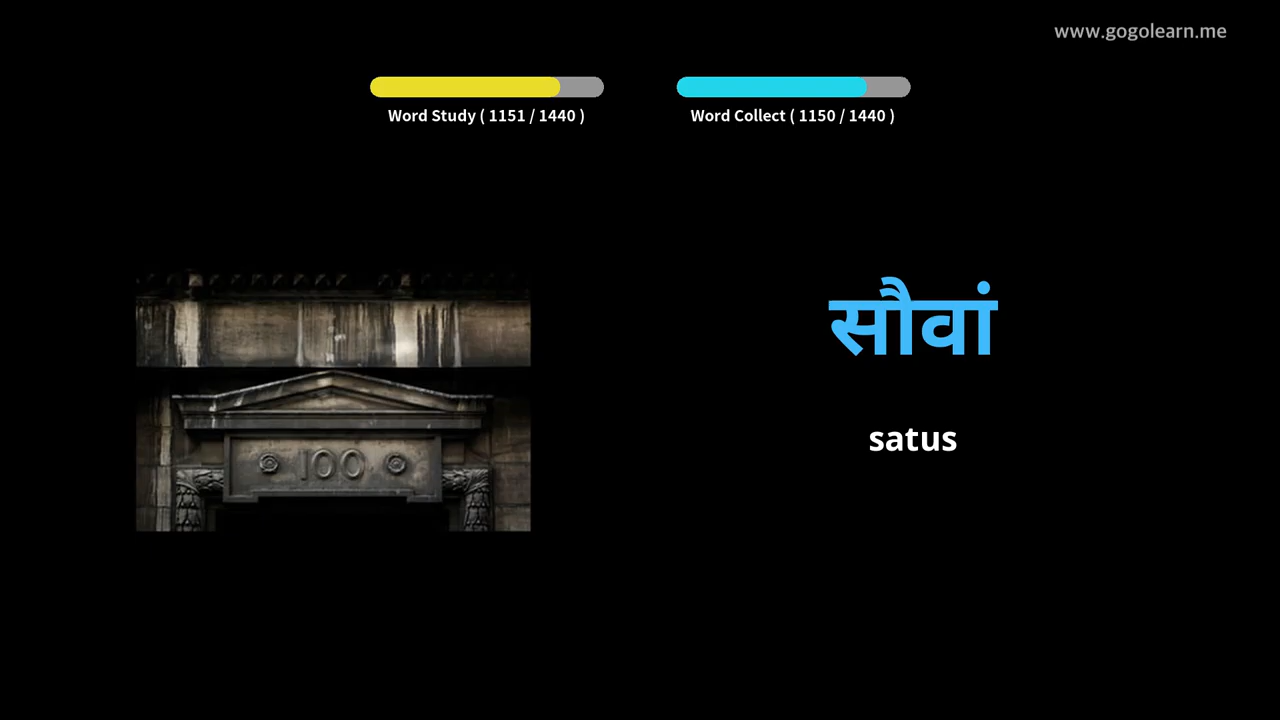 www.gogolearn.me
Word Study ( 1151 / 1440 )
Word Collect ( 1150 / 1440 )
सौवां
satus
100